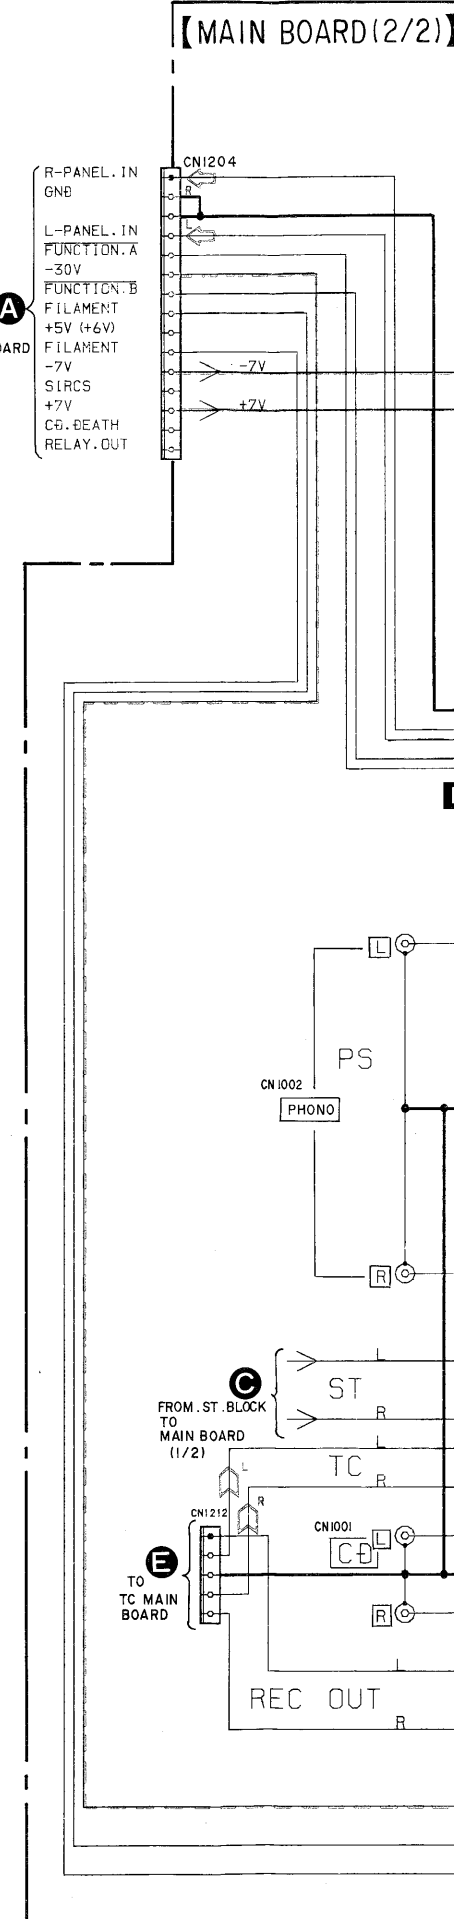 【MAIN BOARD(2/2)】
CN1204
R-PANEL.IN
GND
R
L
L-PANEL.IN
FUNCTION.A
-30V
FUNCTION.B
A
FILAMENT
+5V (+6V)
FILAMENT
-7V
-7V
SIRCS
+7V
+7V
CD.DEATH
RELAY.OUT
L
PS
CN1002
PHONO
R
L
C
ST
FROM.ST.BLOCK
TO
MAIN BOARD
(1/2)
R
L
TC
L
R
R
CN1212
CN1001
L
CD
E
TO
TC MAIN
BOARD
R
L
REC OUT
R